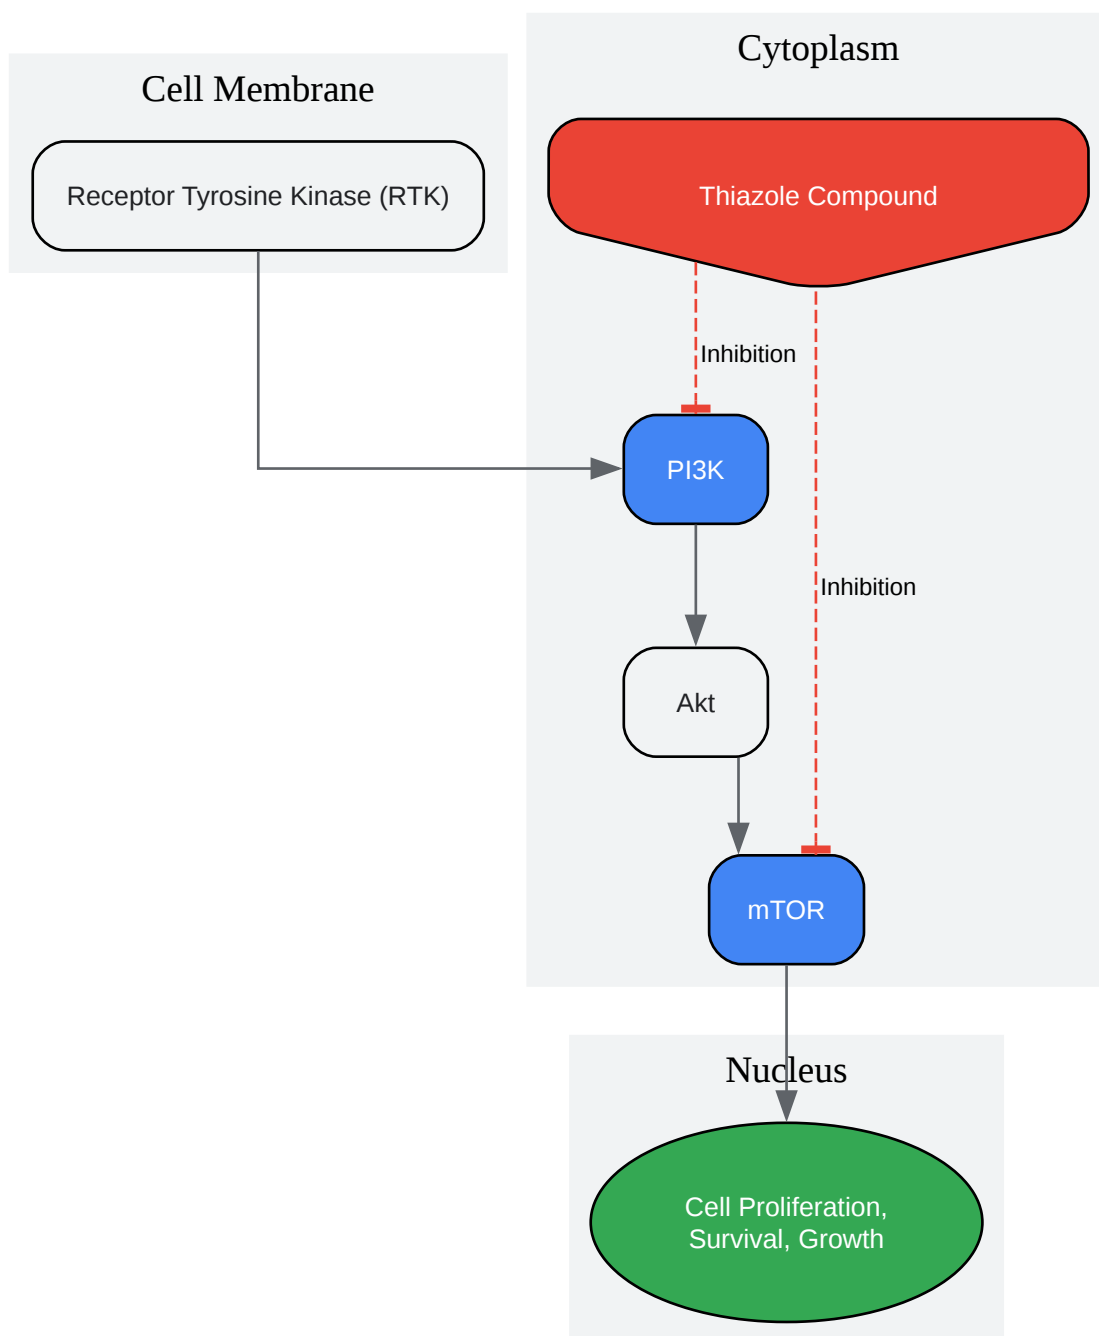 Cytoplasm
Cell Membrane
Receptor Tyrosine Kinase (RTK)
Thiazole Compound
Inhibition
PI3K
Inhibition
Akt
mTOR
Nucleus
Cell Proliferation,
Survival, Growth